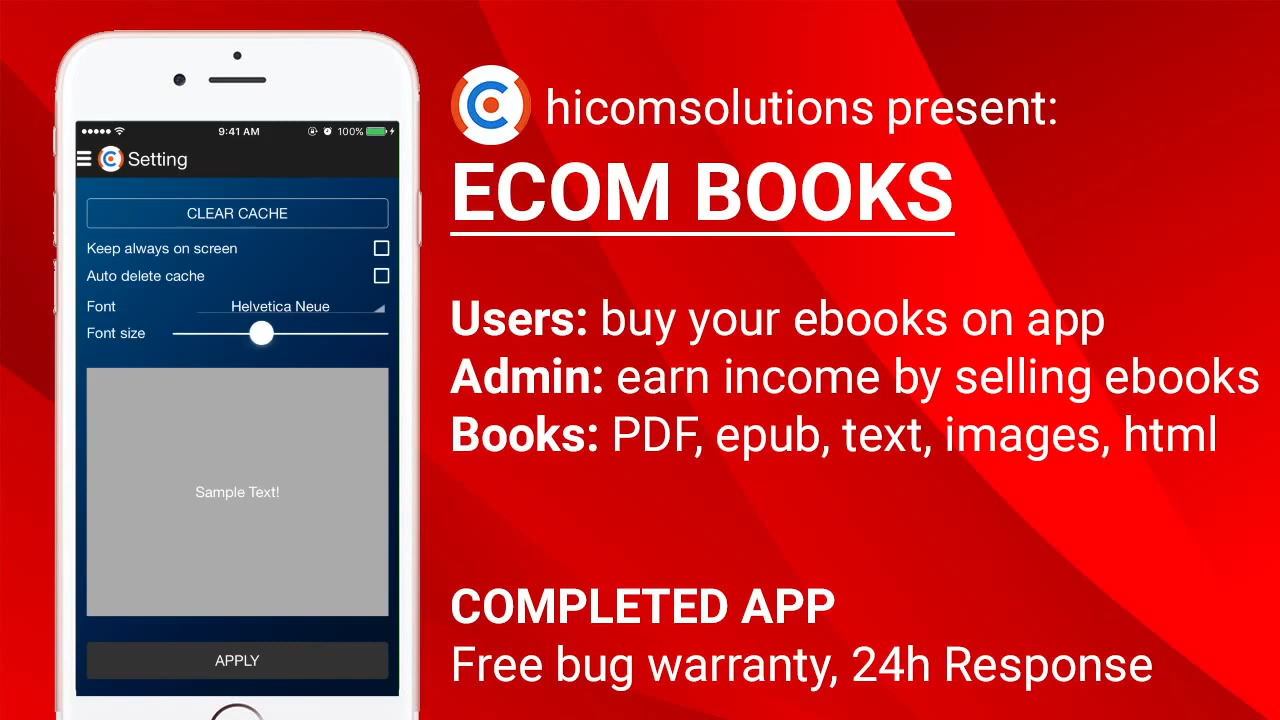 9:41 AM
100%
Setting
CLEAR CACHE
Keep always on screen
Auto delete cache
Font Helvetica Neue
Font size
Sample Text!
APPLY
hicomsolutions present:
ECOM BOOKS
Users: buy your ebooks on app
Admin: earn income by selling ebooks
Books: PDF, epub, text, images, html
COMPLETED APP
Free bug warranty, 24h Response